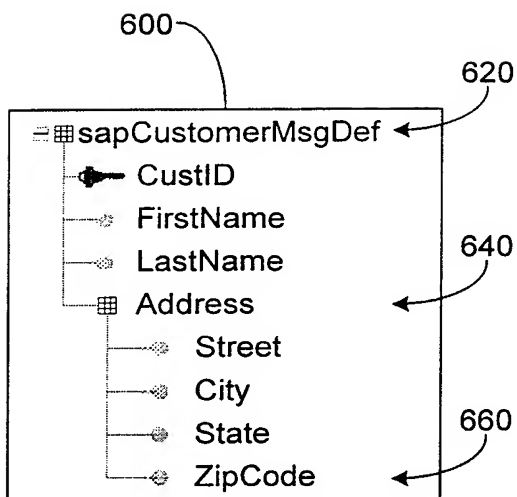 600
620
sapCustomerMsgDef
CustID
FirstName
LastName
640
Address
Street
City
State
660
ZipCode